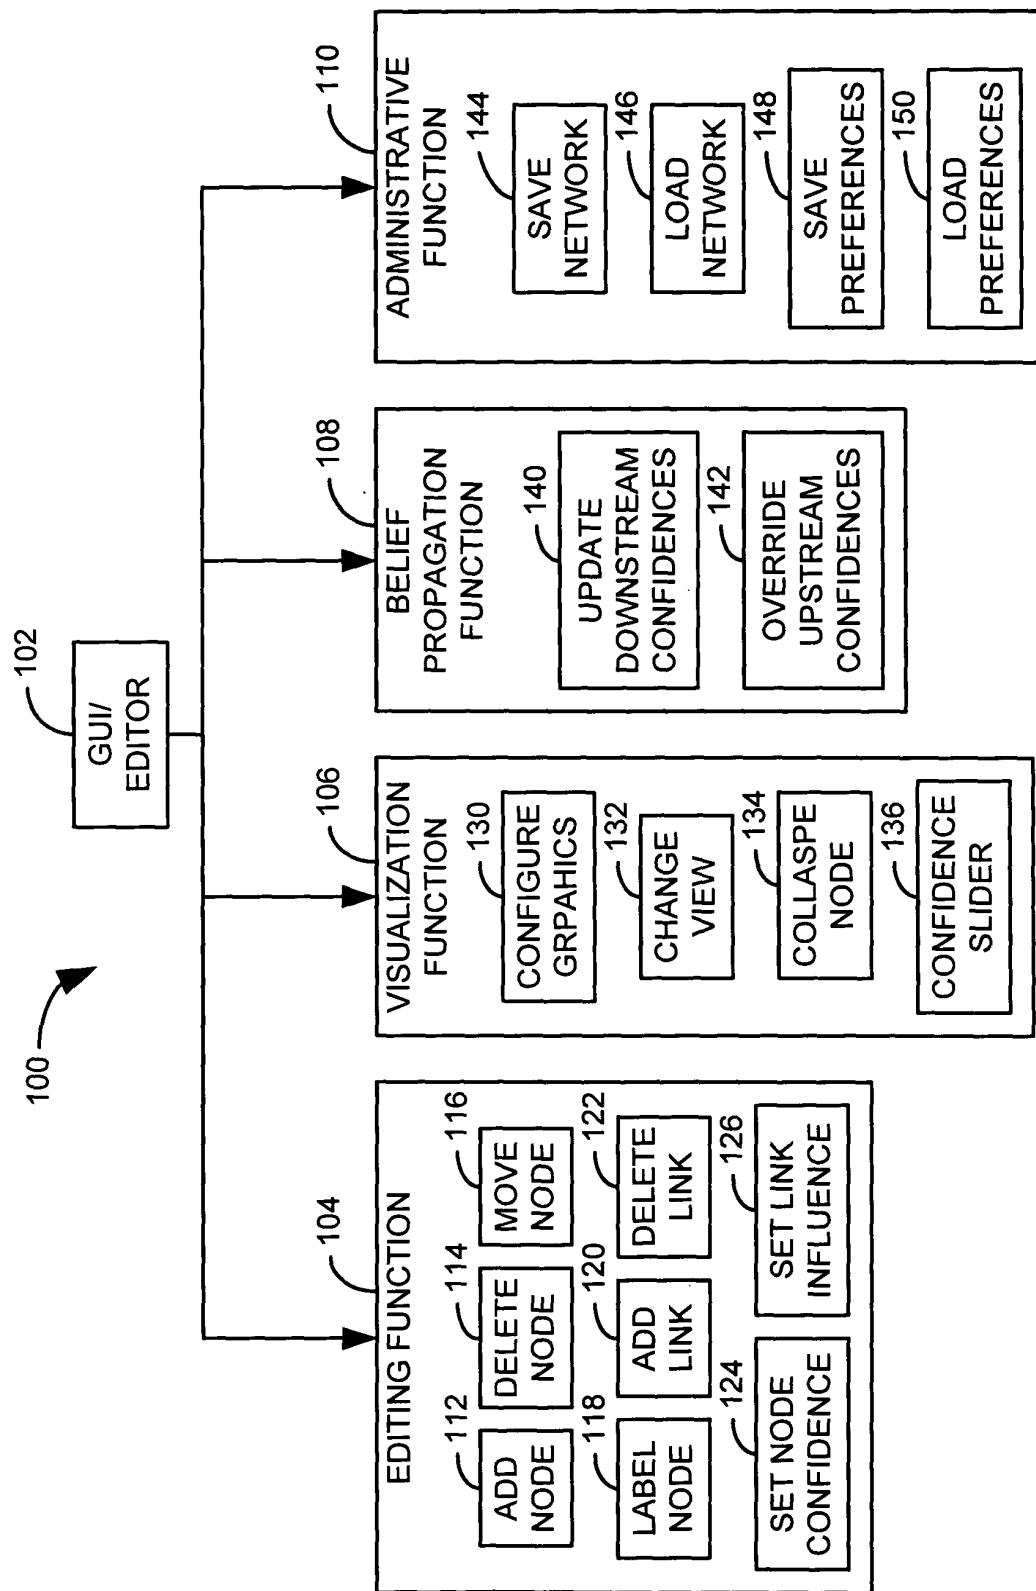 100
102
GUI/
EDITOR
104
EDITING FUNCTION
112
ADD
NODE
114
DELETE
NODE
116
MOVE
NODE
118
LABEL
NODE
120
ADD
LINK
122
DELETE
LINK
124
SET NODE
CONFIDENCE
126
SET LINK
INFLUENCE
106
VISUALIZATION
FUNCTION
130
CONFIGURE
GRPAHICS
132
CHANGE
VIEW
134
COLLASPE
NODE
136
CONFIDENCE
SLIDER
108
BELIEF
PROPAGATION
FUNCTION
140
UPDATE
DOWNSTREAM
CONFIDENCES
142
OVERRIDE
UPSTREAM
CONFIDENCES
110
ADMINISTRATIVE
FUNCTION
144
SAVE
NETWORK
146
LOAD
NETWORK
148
SAVE
PREFERENCES
150
LOAD
PREFERENCES